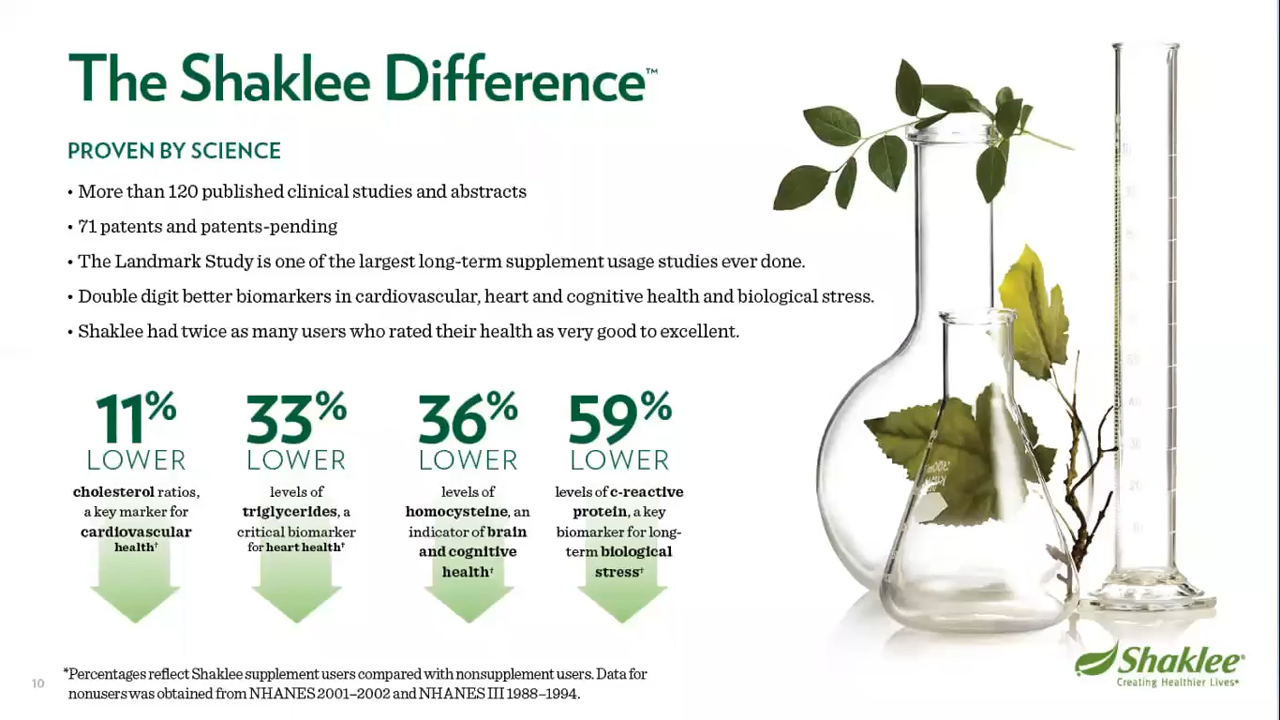 The Shaklee Difference™
PROVEN BY SCIENCE
• More than 120 published clinical studies and abstracts
• 71 patents and patents-pending
• The Landmark Study is one of the largest long-term supplement usage studies ever done.
• Double digit better biomarkers in cardiovascular, heart and cognitive health and biological stress.
• Shaklee had twice as many users who rated their health as very good to excellent.
11%
LOWER
cholesterol ratios,
a key marker for
cardiovascular
health†
33%
LOWER
levels of
triglycerides, a
critical biomarker
for heart health†
36%
LOWER
levels of
homocysteine, an
indicator of brain
and cognitive
health†
59%
LOWER
levels of c-reactive
protein, a key
biomarker for long-
term biological
stress†
*Percentages reflect Shaklee supplement users compared with nonsupplement users. Data for
nonusers was obtained from NHANES 2001–2002 and NHANES III 1988–1994.
10
Shaklee®
Creating Healthier Lives®